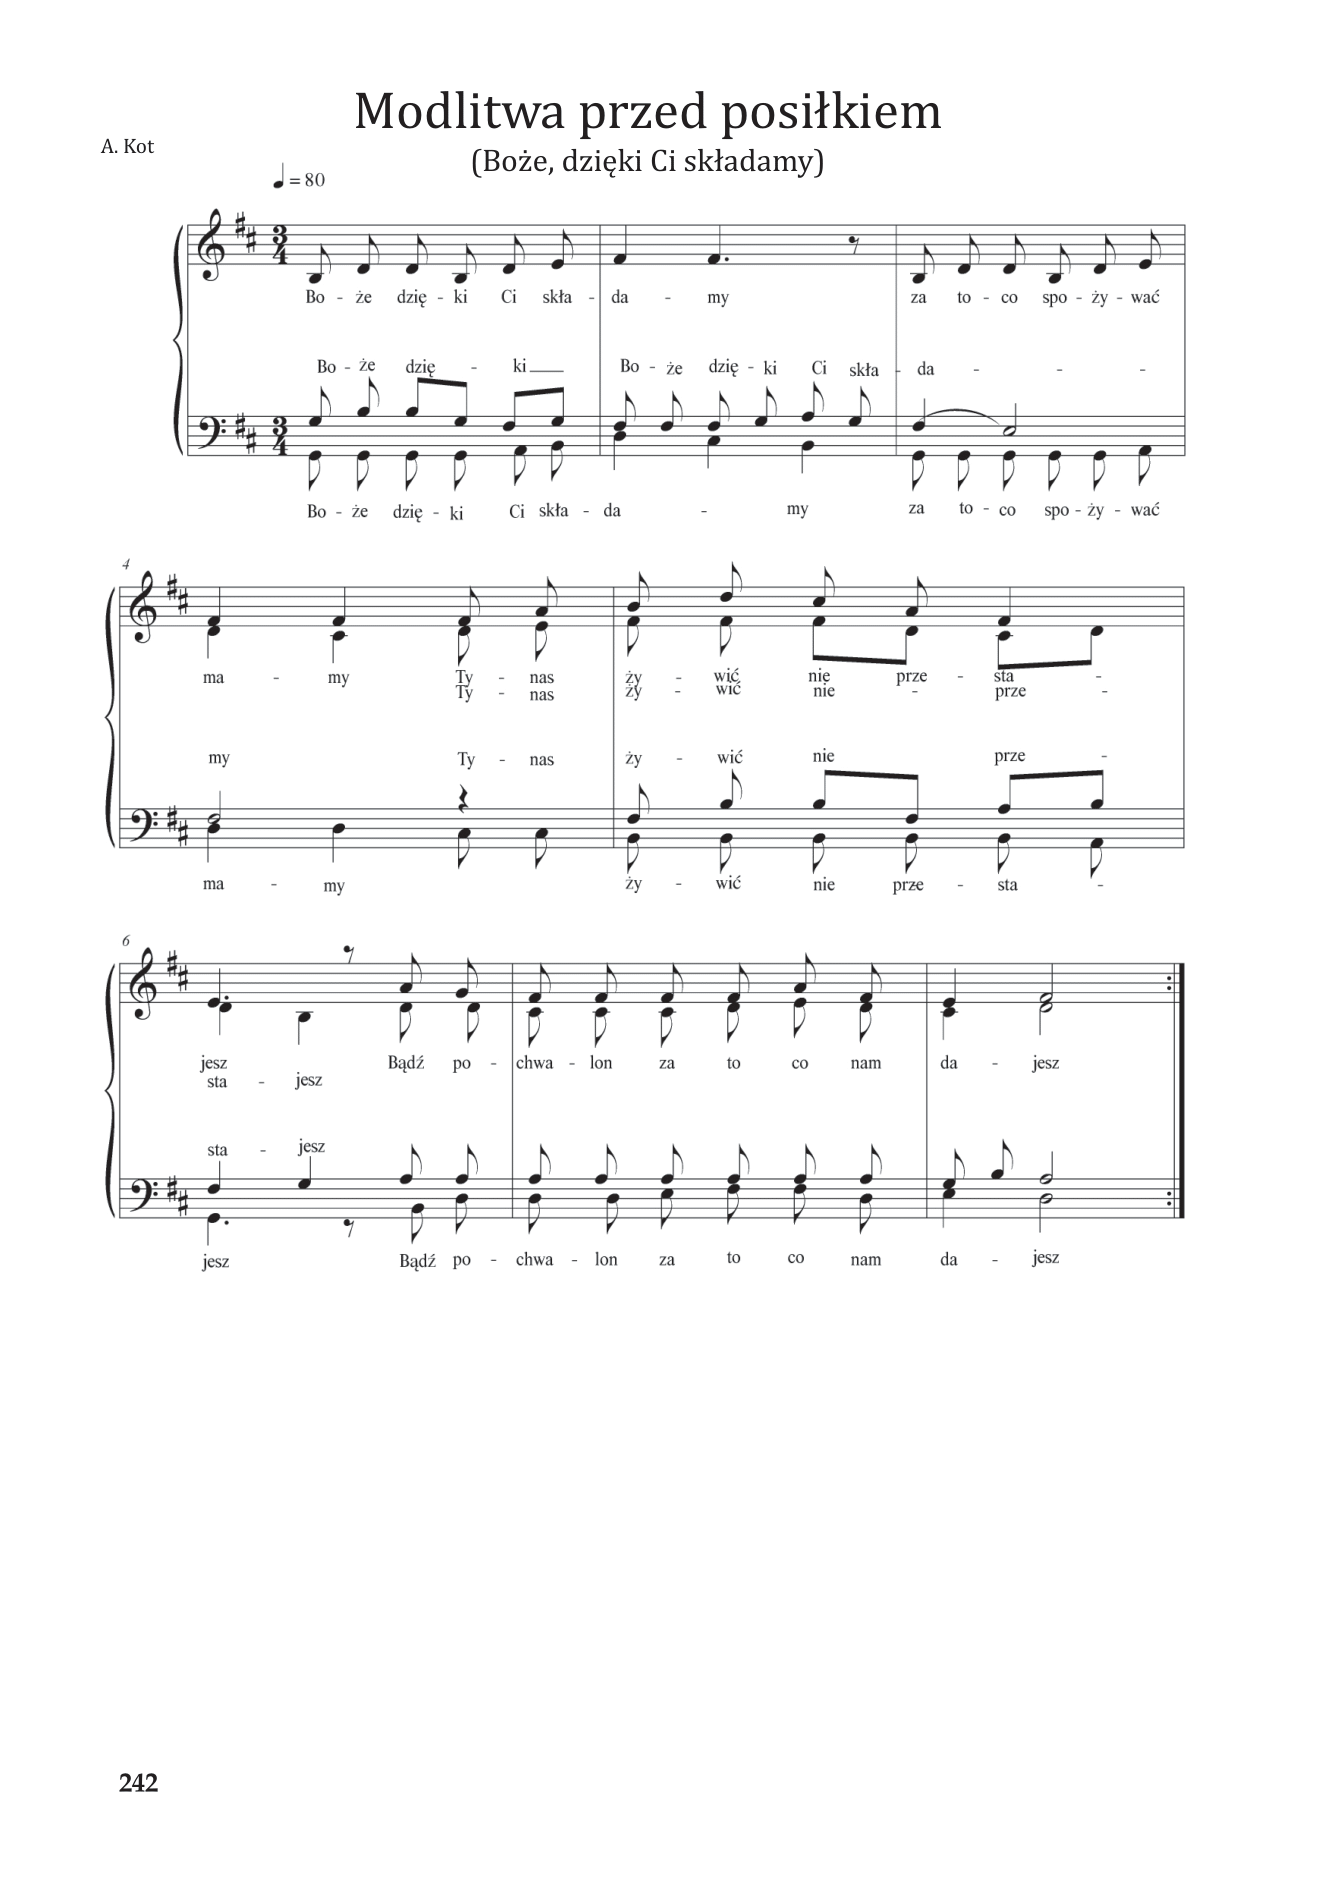 Modlitwa przed posiłkiem
A. Kot
(Boże, dzięki Ci składamy)
= 80
3 4
Bo - że dzię - ki Ci skła - da - my za to - co spo - ży - wać
Bo - że dzię - ki Bo - że dzię - ki Ci skła - da - - -
3 4
Bo - że dzię - ki Ci skła - da - my za to - co spo - ży - wać
4
ma - my Ty - nas ży - wić nie prze - sta -
Ty - nas ży - wić nie - prze -
my Ty - nas ży - wić nie prze -
ma - my ży - wić nie prze - sta -
6
jesz Bądź po - chwa - lon za to co nam da - jesz
sta - jesz
sta - jesz
jesz Bądź po - chwa - lon za to co nam da - jesz
242